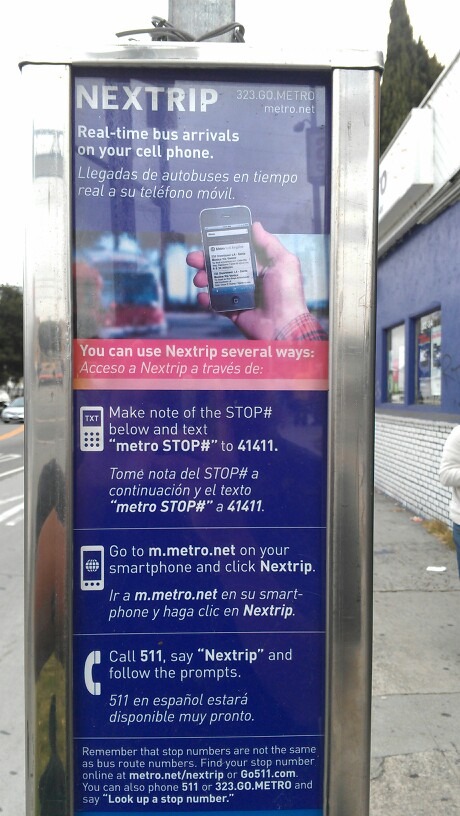 NEXTRIP
323.GO.METRO
metro.net
Real-time bus arrivals
on your cell phone.
Llegadas de autobuses en tiempo
real a su teléfono móvil.
You can use Nextrip several ways:
Acceso a Nextrip a través de:
TXT
Make note of the STOP#
below and text
“metro STOP#” to 41411.
Tome nota del STOP# a
continuación y el texto
“metro STOP#” a 41411.
Go to m.metro.net on your
smartphone and click Nextrip.
Ir a m.metro.net en su smart-
phone y haga clic en Nextrip.
Call 511, say “Nextrip” and
follow the prompts.
511 en español estará
disponible muy pronto.
Remember that stop numbers are not the same
as bus route numbers. Find your stop number
online at metro.net/nextrip or Go511.com.
You can also phone 511 or 323.GO.METRO and
say “Look up a stop number.”